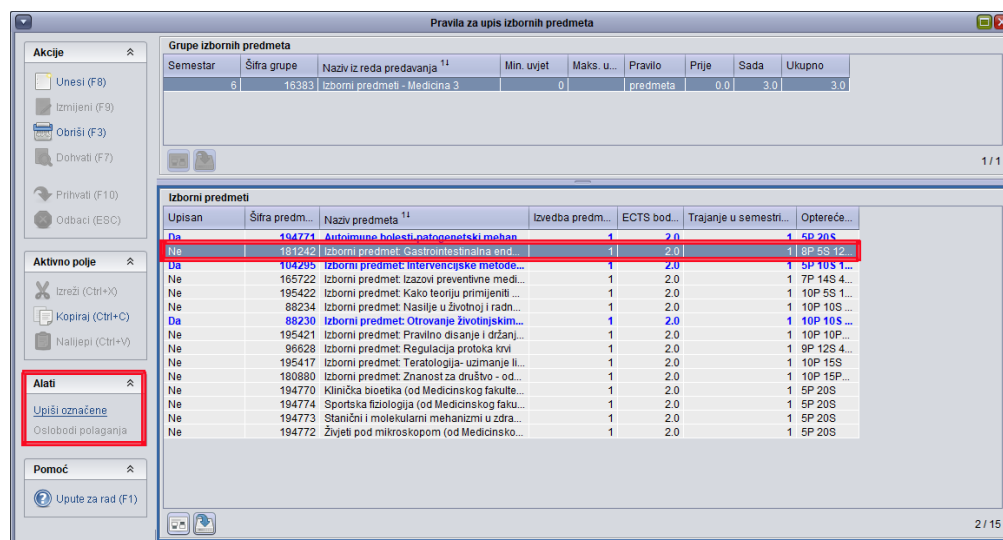 Pravila za upis izbornih predmeta
Akcije
Unesi (F8)
Izmijeni (F9)
Obriši (F3)
Dohvati (F7)
Prihvati (F10)
Odbaci (ESC)
Aktivno polje
Izreži (Ctrl+X)
Kopiraj (Ctrl+C)
Nalijepi (Ctrl+V)
Alati
Upiši označene
Oslobodi polaganja
Pomoć
Upute za rad (F1)
Grupe izbornih predmeta
Semestar Šifra grupe Naziv iz reda predavanja 1↓ Min. uvjet Maks. u... Pravilo Prije Sada Ukupno
6 16383 Izborni predmeti - Medicina 3 0 predmeta 0.0 3.0 3.0
1 / 1
Izborni predmeti
Upisan Šifra predm... Naziv predmeta 1↓ Izvedba predm... ECTS bod... Trajanje u semestri... Optereće...
Da 194771 Autoimune bolesti-patogenetski mehan... 1 2.0 1 5P 20S
Ne 181242 Izborni predmet: Gastrointestinalna end... 1 2.0 1 8P 5S 12...
Da 104295 Izborni predmet: Intervencijske metode... 1 2.0 1 5P 10S 1...
Ne 165722 Izborni predmet: Izazovi preventivne medi... 1 2.0 1 7P 14S 4...
Ne 195422 Izborni predmet: Kako teoriju primijeniti ... 1 2.0 1 10P 5S 1...
Ne 88234 Izborni predmet: Nasilje u životnoj i radn... 1 2.0 1 10P 10S ...
Da 88230 Izborni predmet: Otrovanje životinjskim... 1 2.0 1 10P 10S ...
Ne 195421 Izborni predmet: Pravilno disanje i držanj... 1 2.0 1 10P 10P...
Ne 96628 Izborni predmet: Regulacija protoka krvi 1 2.0 1 9P 12S 4...
Ne 195417 Izborni predmet: Teratologija- uzimanje li... 1 2.0 1 10P 15S
Ne 180880 Izborni predmet: Znanost za društvo - od... 1 2.0 1 10P 15P...
Ne 194770 Klinička bioetika (od Medicinskog fakulte... 1 2.0 1 5P 20S
Ne 194774 Sportska fiziologija (od Medicinskog faku... 1 2.0 1 5P 20S
Ne 194773 Stanični i molekularni mehanizmi u zdra... 1 2.0 1 5P 20S
Ne 194772 Živjeti pod mikroskopom (od Medicinsko... 1 2.0 1 5P 20S
2 / 15